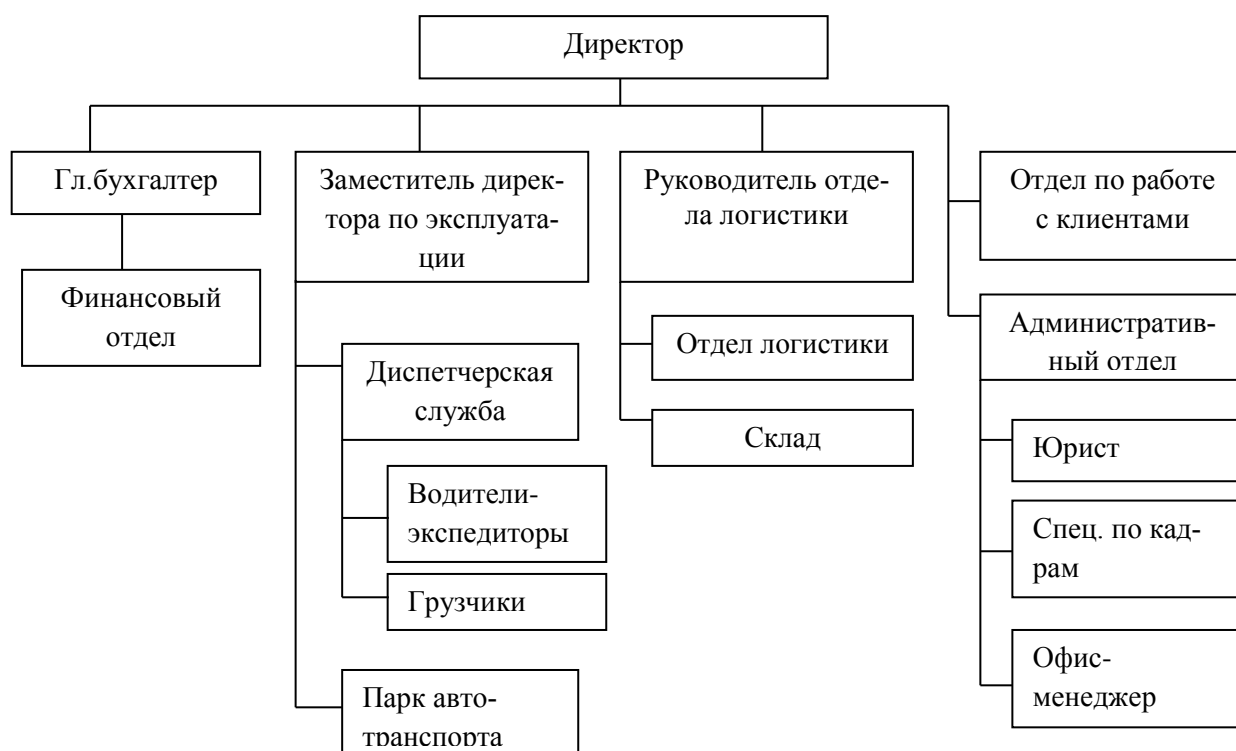 Директор
Гл.бухгалтер
Финансовый
отдел
Заместитель дирек-
тора по эксплуата-
ции
Диспетчерская
служба
Водители-
экспедиторы
Грузчики
Парк авто-
транспорта
Руководитель отде-
ла логистики
Отдел логистики
Склад
Отдел по работе
с клиентами
Административ-
ный отдел
Юрист
Спец. по кад-
рам
Офис-
менеджер